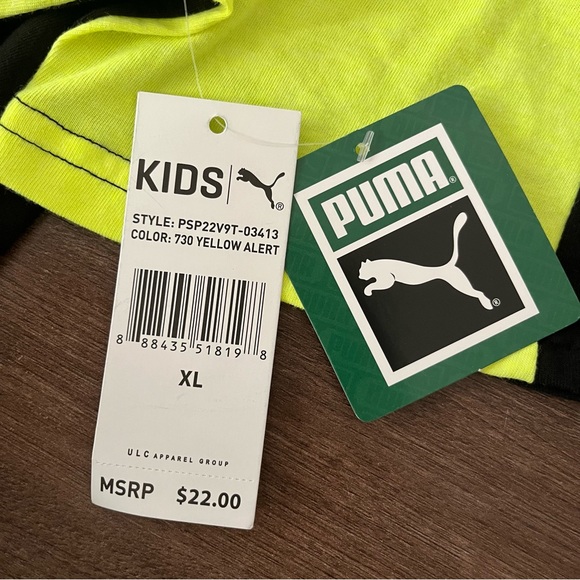 KIDS
STYLE: PSP22V9T-03413
COLOR: 730 YELLOW ALERT
8 88435 51819 8
XL
ULC APPAREL GROUP
MSRP $22.00
PUMA®
®
®